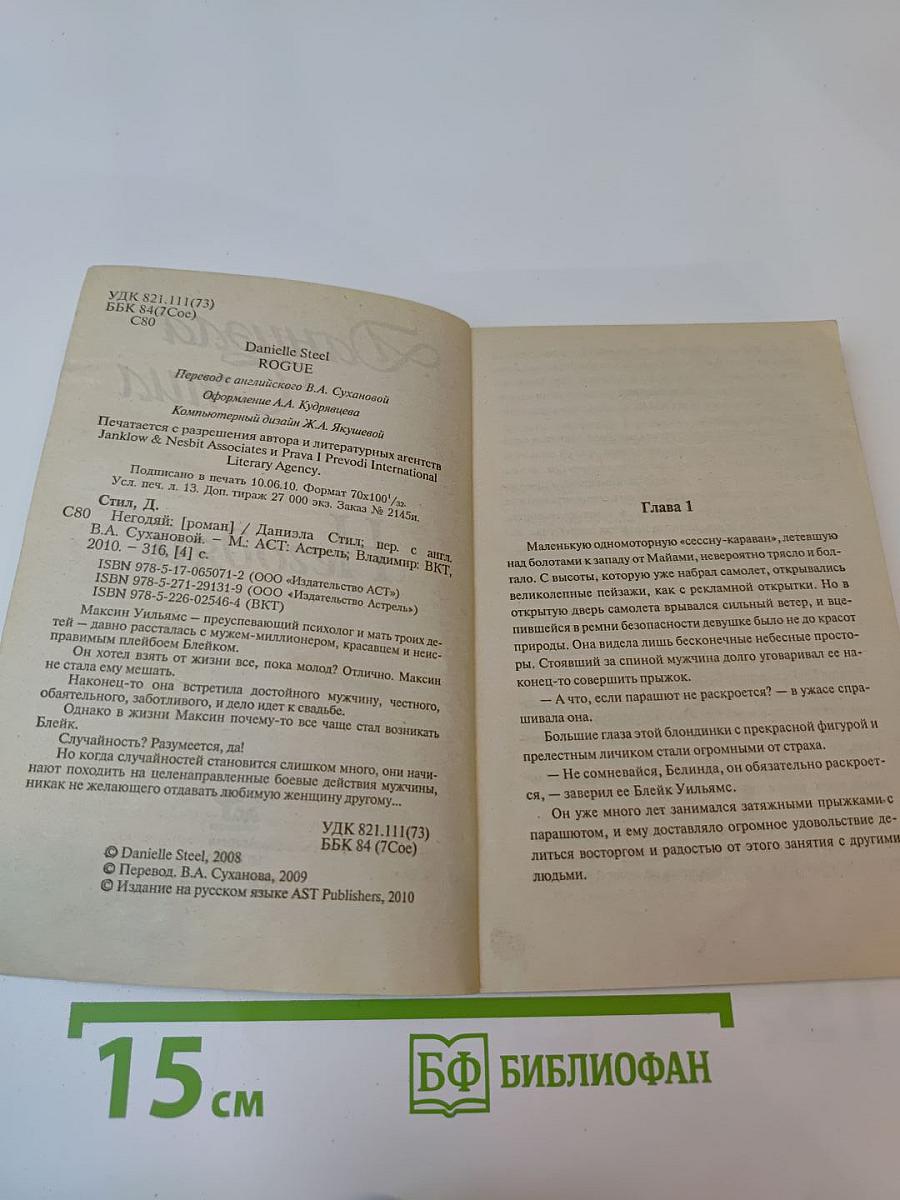 УДК 821.111(73)
ББК 84(7Сое)
С80
Danielle Steel
ROGUE
Перевод с английского В.А. Сухановой
Оформление А.А. Кудрявцева
Компьютерный дизайн Ж.А. Якушевой
Печатается с разрешения автора и литературных агентств
Janklow & Nesbit Associates и Prava I Prevodi International
Literary Agency.
Подписано в печать 10.06.10. Формат 70х100¹/₃₂.
Усл. печ. л. 13. Доп. тираж 27 000 экз. Заказ № 2145и.
Стил, Д.
С80 Негодяй: [роман] / Даниэла Стил; пер. с англ.
В.А. Сухановой. – М.: АСТ: Астрель; Владимир: ВКТ,
2010. – 316, [4] с.
ISBN 978-5-17-065071-2 (ООО «Издательство АСТ»)
ISBN 978-5-271-29131-9 (ООО «Издательство Астрель»)
ISBN 978-5-226-02546-4 (ВКТ)
Максин Уильямс – преуспевающий психолог и мать троих де-
тей – давно рассталась с мужем-миллионером, красавцем и неис-
правимым плейбоем Блейком.
Он хотел взять от жизни все, пока молод? Отлично. Максин
не стала ему мешать.
Наконец-то она встретила достойного мужчину, честного,
обаятельного, заботливого, и дело идет к свадьбе.
Однако в жизни Максин почему-то все чаще стал возникать
Блейк.
Случайность? Разумеется, да!
Но когда случайностей становится слишком много, они начи-
нают походить на целенаправленные боевые действия мужчины,
никак не желающего отдавать любимую женщину другому...
УДК 821.111(73)
ББК 84 (7Сое)
© Danielle Steel, 2008
© Перевод. В.А. Суханова, 2009
© Издание на русском языке AST Publishers, 2010
Глава 1
Маленькую одномоторную «сессну-караван», летевшую
над болотами к западу от Майами, невероятно трясло и бол-
тало. С высоты, которую уже набрал самолет, открывались
великолепные пейзажи, как с рекламной открытки. Но в
открытую дверь самолета врывался сильный ветер, и вце-
пившейся в ремни безопасности девушке было не до красот
природы. Она видела лишь бесконечные небесные просто-
ры. Стоявший за спиной мужчина долго уговаривал ее на-
конец-то совершить прыжок.
— А что, если парашют не раскроется? — в ужасе спра-
шивала она.
Большие глаза этой блондинки с прекрасной фигурой и
прелестным личиком стали огромными от страха.
— Не сомневайся, Белинда, он обязательно раскроет-
ся, — заверил ее Блейк Уильямс.
Он уже много лет занимался затяжными прыжками с
парашютом, и ему доставляло огромное удовольствие де-
литься восторгом и радостью от этого занятия с другими
людьми.
15 см
БФ БИБЛИОФАН